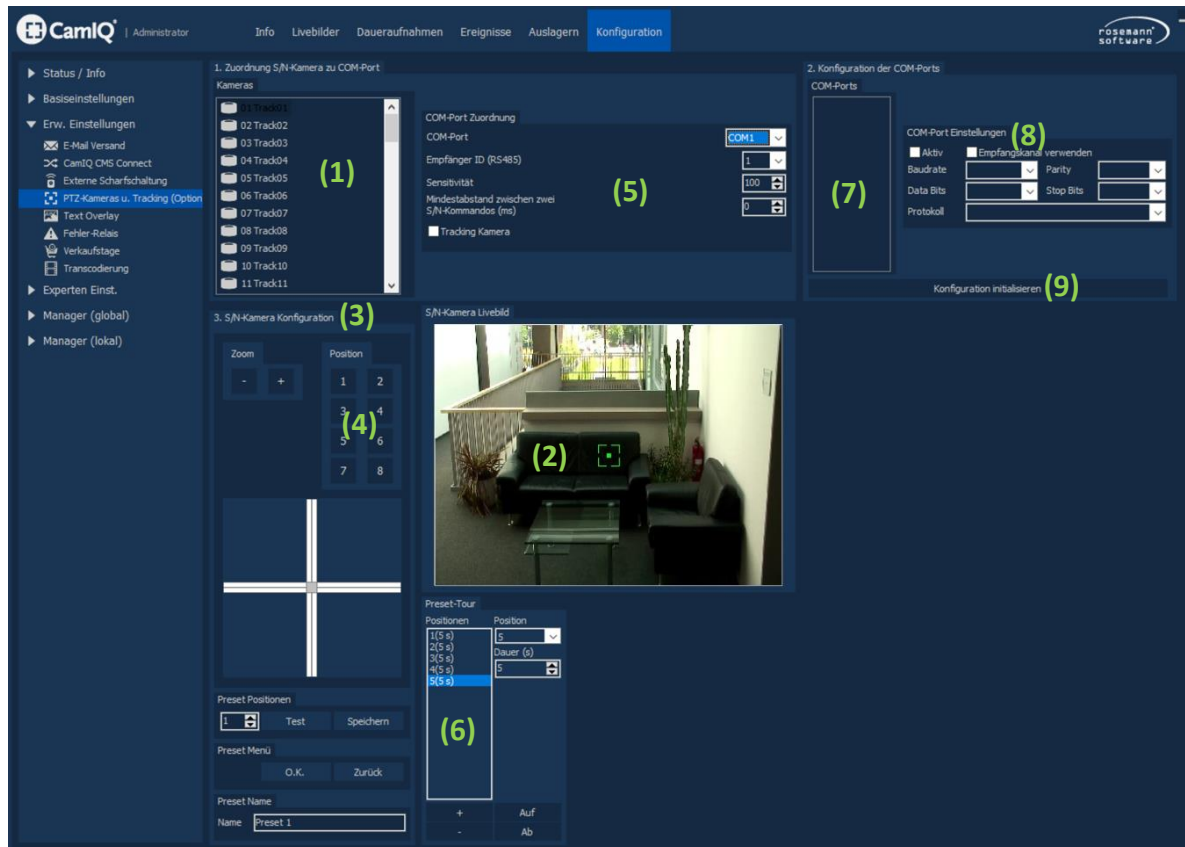 CamIQ® | Administrator
Info Livebilder Daueraufnahmen Ereignisse Auslagern Konfiguration
rosemann software
Status / Info
Basiseinstellungen
Erw. Einstellungen
E-Mail Versand
CamIQ CMS Connect
Externe Scharfschaltung
PTZ-Kameras u. Tracking (Option
Text Overlay
Fehler-Relais
Verkaufstage
Transcodierung
Experten Einst.
Manager (global)
Manager (lokal)
1. Zuordnung S/N-Kamera zu COM-Port
Kameras
01 Track01
02 Track02
03 Track03
04 Track04
05 Track05
06 Track06
07 Track07
08 Track08
09 Track09
10 Track10
11 Track11
(1)
COM-Port Zuordnung
COM-Port COM1
Empfänger ID (RS485) 1
Sensitivität 100
Mindestabstand zwischen zwei
S/N-Kommandos (ms) 0
Tracking Kamera
(5)
2. Konfiguration der COM-Ports
COM-Ports
(7)
COM-Port Einstellungen (8)
Aktiv Empfangskanal verwenden
Baudrate Parity
Data Bits Stop Bits
Protokoll
Konfiguration initialisieren (9)
3. S/N-Kamera Konfiguration (3)
Zoom Position
- + 1 2
3 4
(4)
5 6
7 8
Preset Positionen
1 Test Speichern
Preset Menü
O.K. Zurück
Preset Name
Name Preset 1
S/N-Kamera Livebild
(2)
Preset-Tour
Positionen Position
1(5 s) 5
2(5 s)
3(5 s) Dauer (s)
4(5 s) 5
5(5 s)
(6)
+ Auf
- Ab